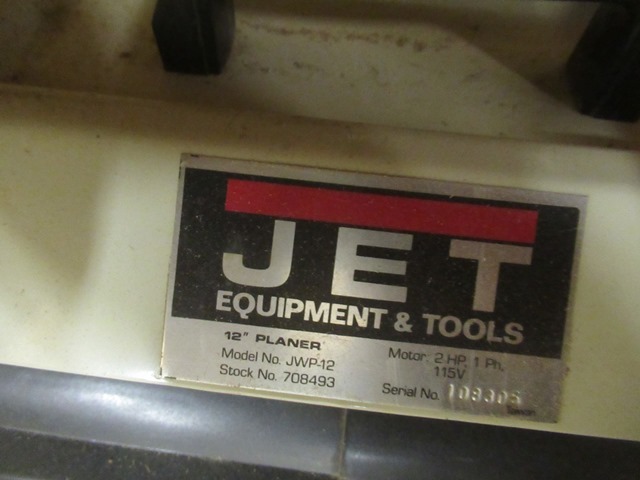 JET
EQUIPMENT & TOOLS
12" PLANER
Model No. JWP-12
Stock No. 708493
Motor 2 HP, 1 Ph,
115V
Serial No. 108305
Taiwan